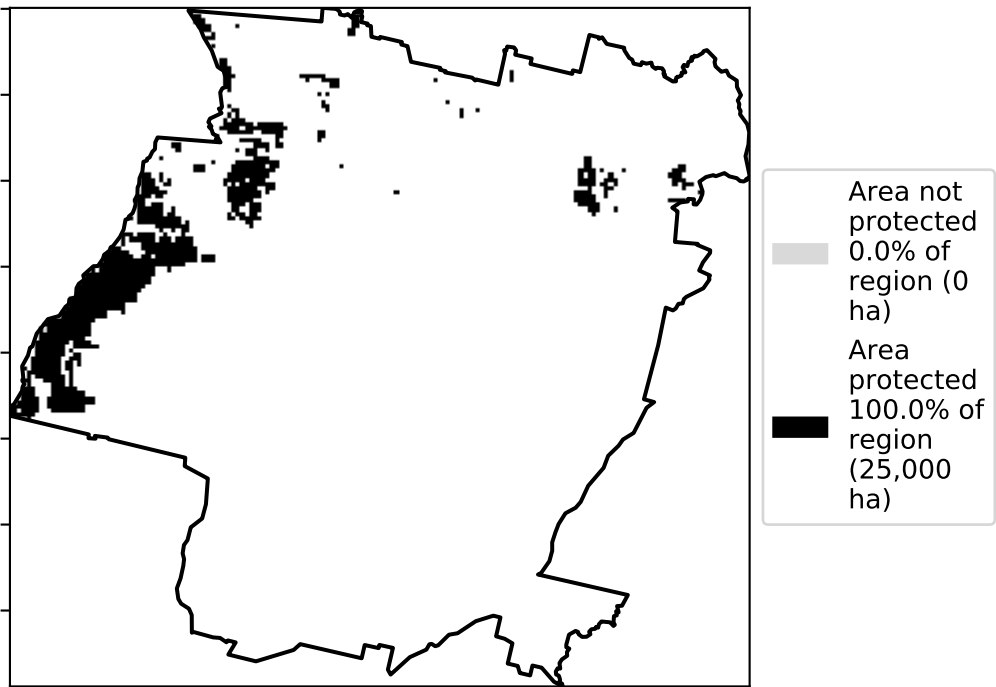 Area not
protected
0.0% of
region (0
ha)
Area
protected
100.0% of
region
(25,000
ha)